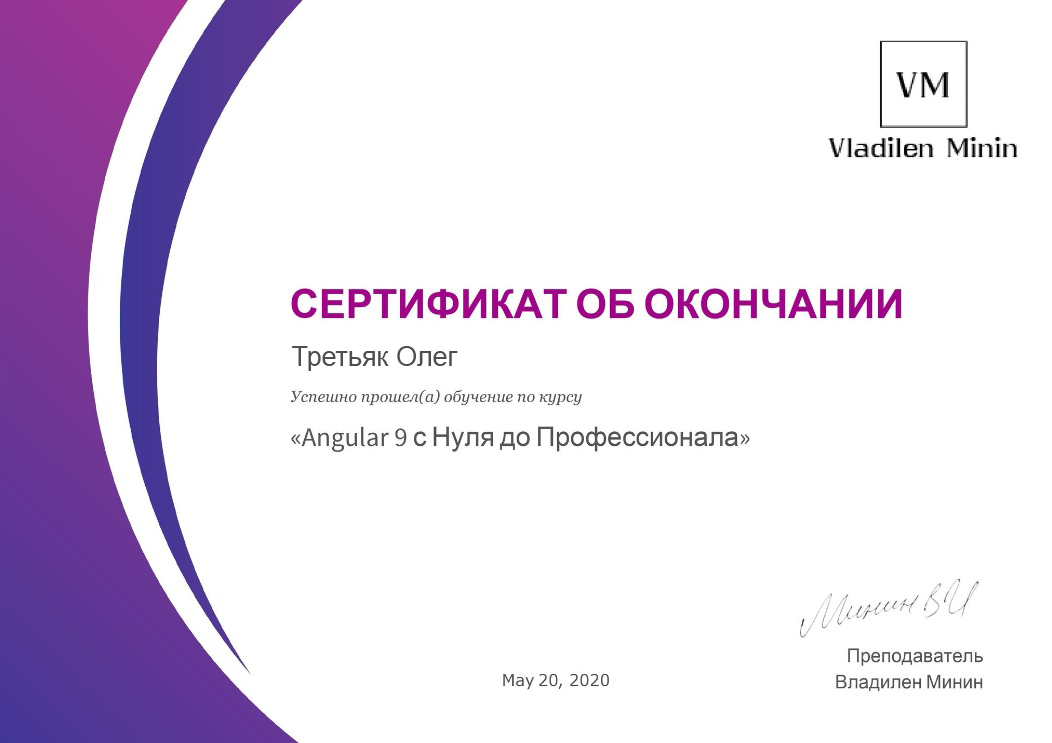 VM
Vladilen Minin
СЕРТИФИКАТ ОБ ОКОНЧАНИИ
Третьяк Олег
Успешно прошел(а) обучение по курсу
«Angular 9 с Нуля до Профессионала»
Минин В И
Преподаватель
Владилен Минин
May 20, 2020